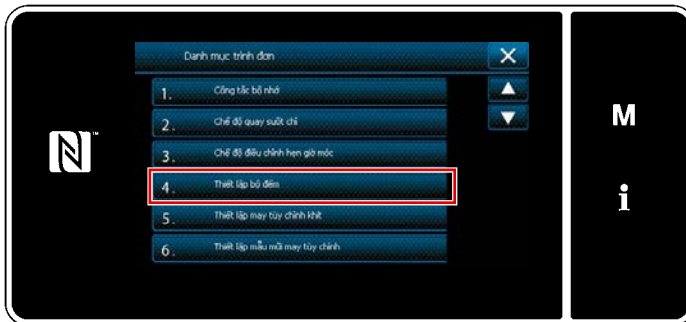 Danh mục trình đơn
1. Công tắc bộ nhớ
2. Chế độ quay suốt chỉ
3. Chế độ điều chỉnh hẹn giờ móc
4. Thiết lập bộ đếm
5. Thiết lập may tùy chỉnh khít
6. Thiết lập mẫu mũi may tùy chỉnh
M
i